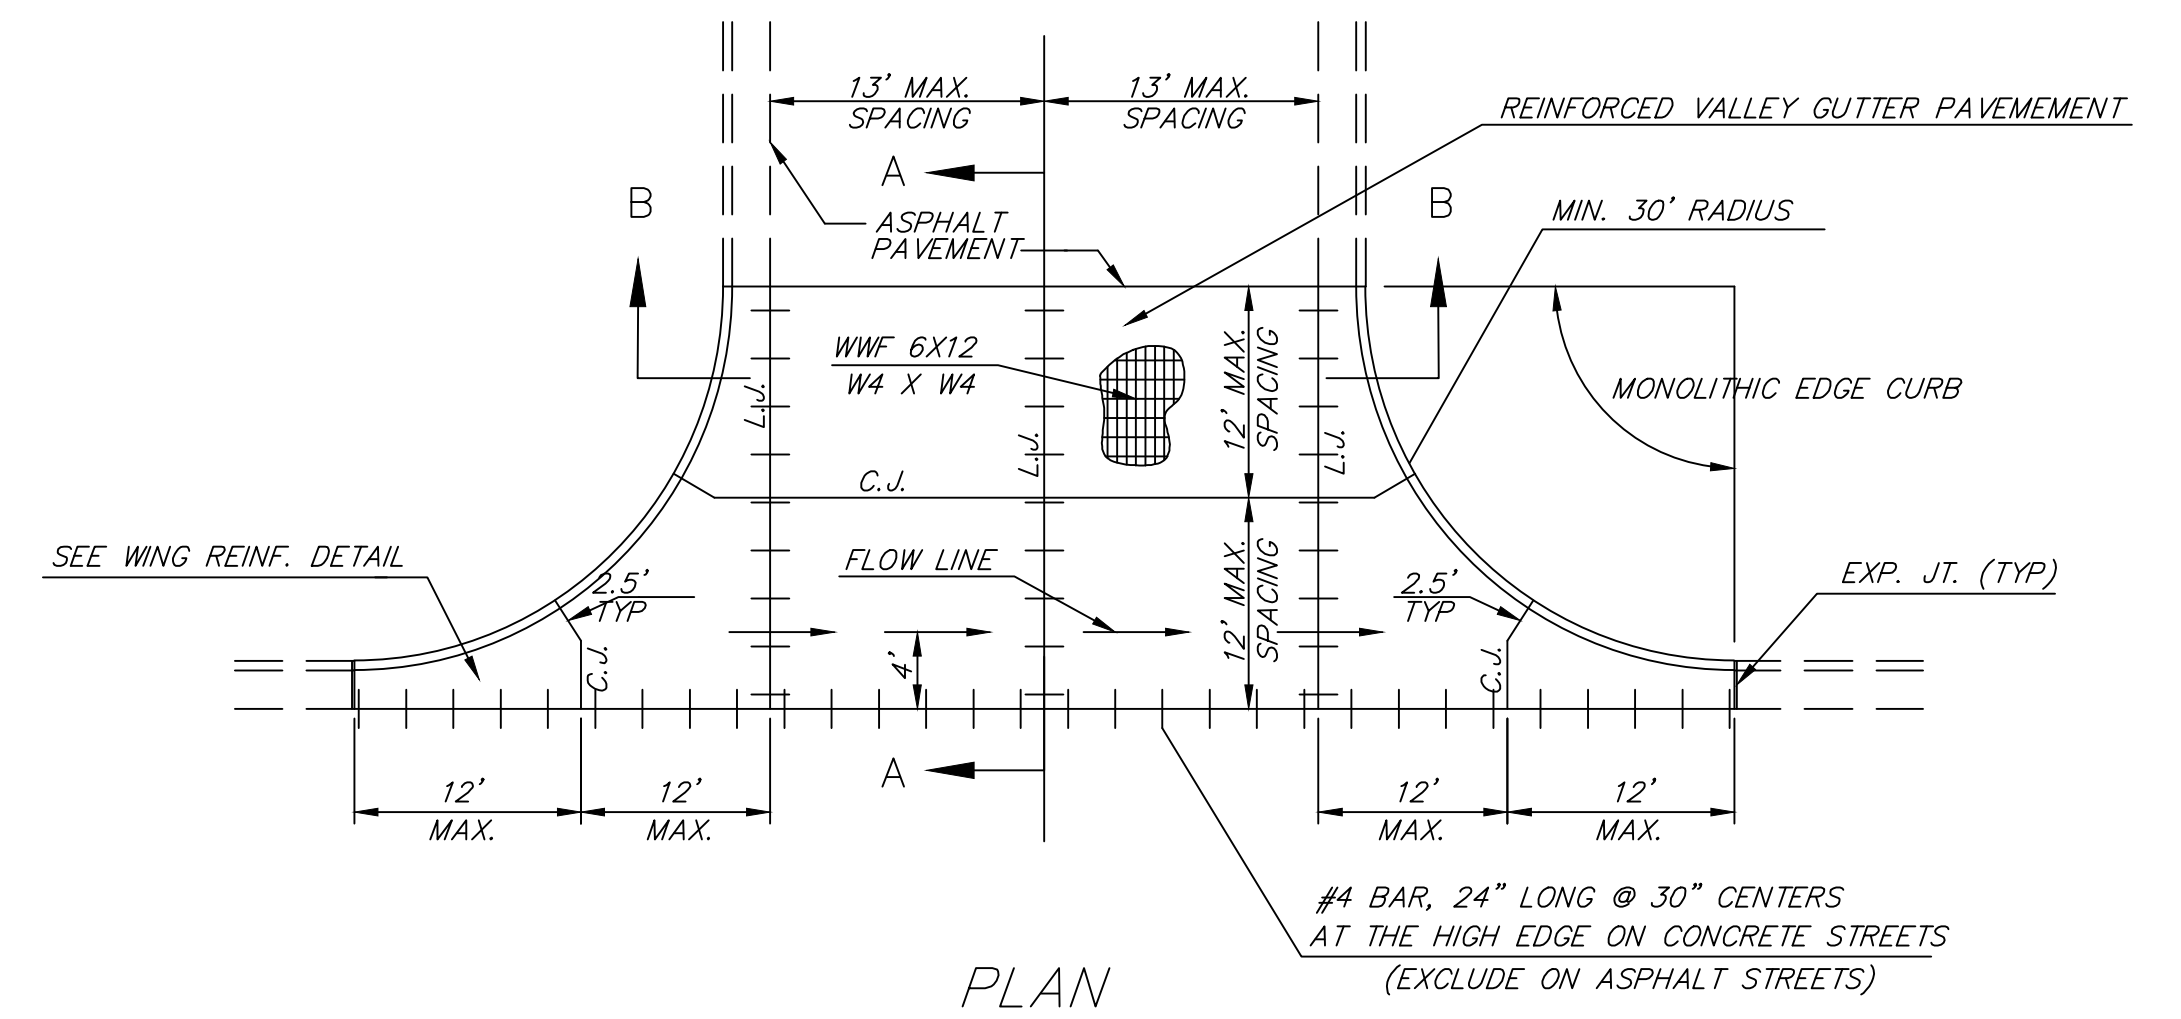 13' MAX.
SPACING
13' MAX.
SPACING
REINFORCED VALLEY GUTTER PAVEMEMENT
A
B
B
MIN. 30' RADIUS
ASPHALT
PAVEMENT
WWF 6X12
W4 X W4
12' MAX.
SPACING
MONOLITHIC EDGE CURB
L.J.
L.J.
L.J.
C.J.
SEE WING REINF. DETAIL
2.5'
TYP
FLOW LINE
12' MAX.
SPACING
2.5'
TYP
EXP. JT. (TYP)
C.J.
4'
C.J.
A
12'
MAX.
12'
MAX.
12'
MAX.
12'
MAX.
#4 BAR, 24" LONG @ 30" CENTERS
AT THE HIGH EDGE ON CONCRETE STREETS
(EXCLUDE ON ASPHALT STREETS)
PLAN